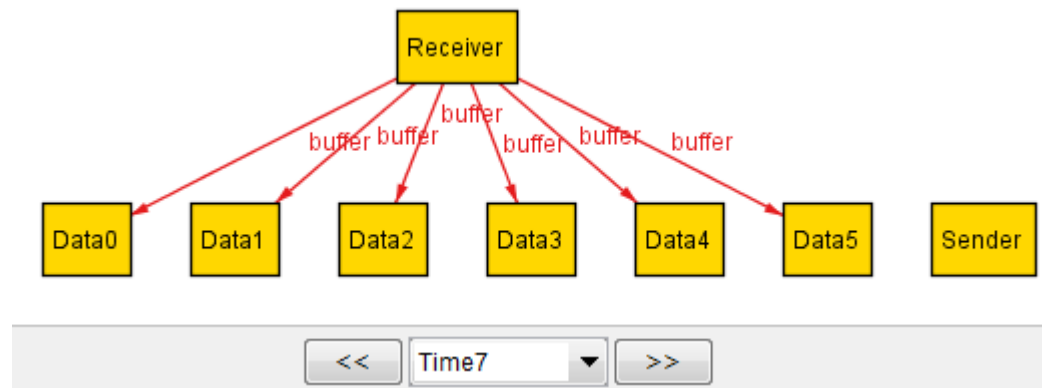 Receiver
buffer
buffer
buffer
buffer
buffer
buffer
Data0
Data1
Data2
Data3
Data4
Data5
Sender
<<
Time7
>>